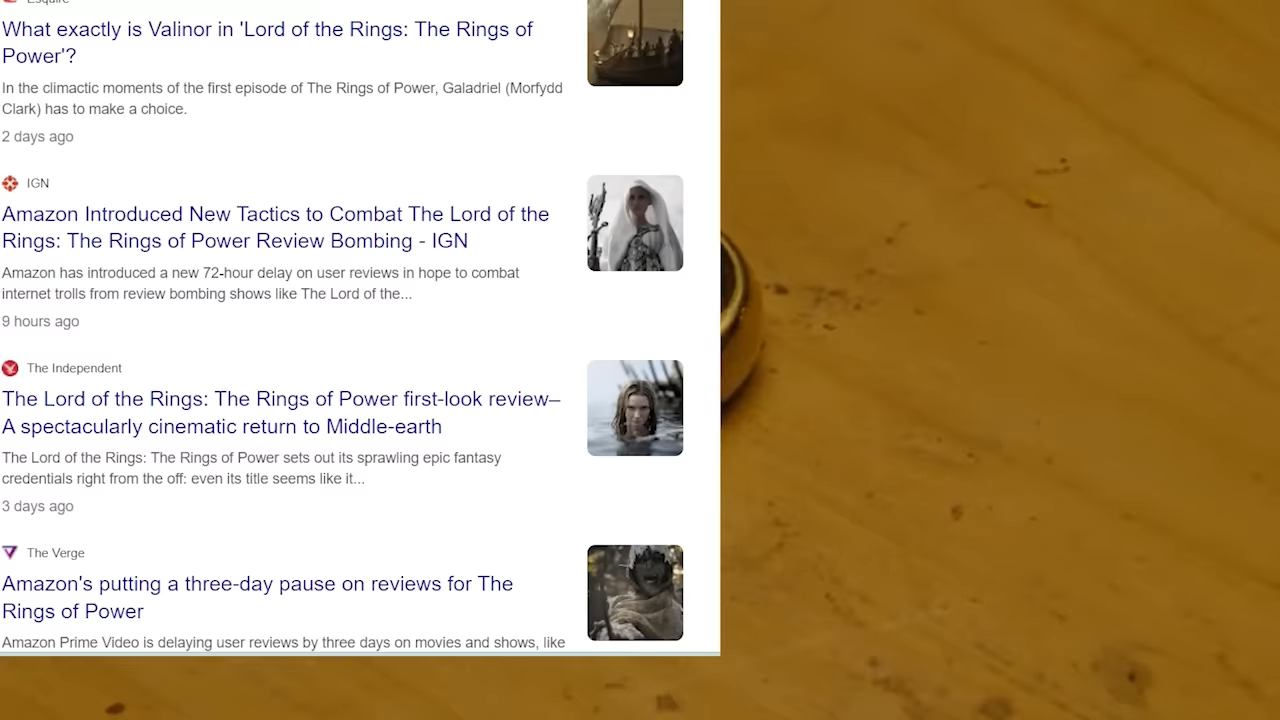 Esquire
What exactly is Valinor in 'Lord of the Rings: The Rings of
Power'?
In the climactic moments of the first episode of The Rings of Power, Galadriel (Morfydd
Clark) has to make a choice.
2 days ago
IGN
Amazon Introduced New Tactics to Combat The Lord of the
Rings: The Rings of Power Review Bombing - IGN
Amazon has introduced a new 72-hour delay on user reviews in hope to combat
internet trolls from review bombing shows like The Lord of the...
9 hours ago
The Independent
The Lord of the Rings: The Rings of Power first-look review–
A spectacularly cinematic return to Middle-earth
The Lord of the Rings: The Rings of Power sets out its sprawling epic fantasy
credentials right from the off: even its title seems like it...
3 days ago
The Verge
Amazon's putting a three-day pause on reviews for The
Rings of Power
Amazon Prime Video is delaying user reviews by three days on movies and shows, like